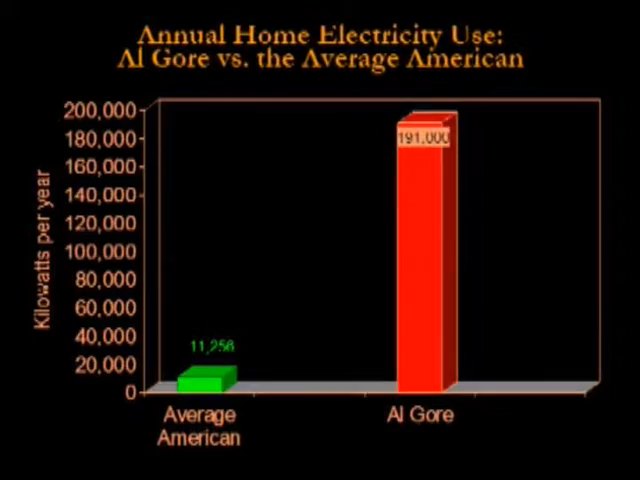 Annual Home Electricity Use:
Al Gore vs. the Average American
Kilowatts per year
200,000
180,000
160,000
140,000
120,000
100,000
80,000
60,000
40,000
20,000
0
11,256
191,000
Average
American
Al Gore